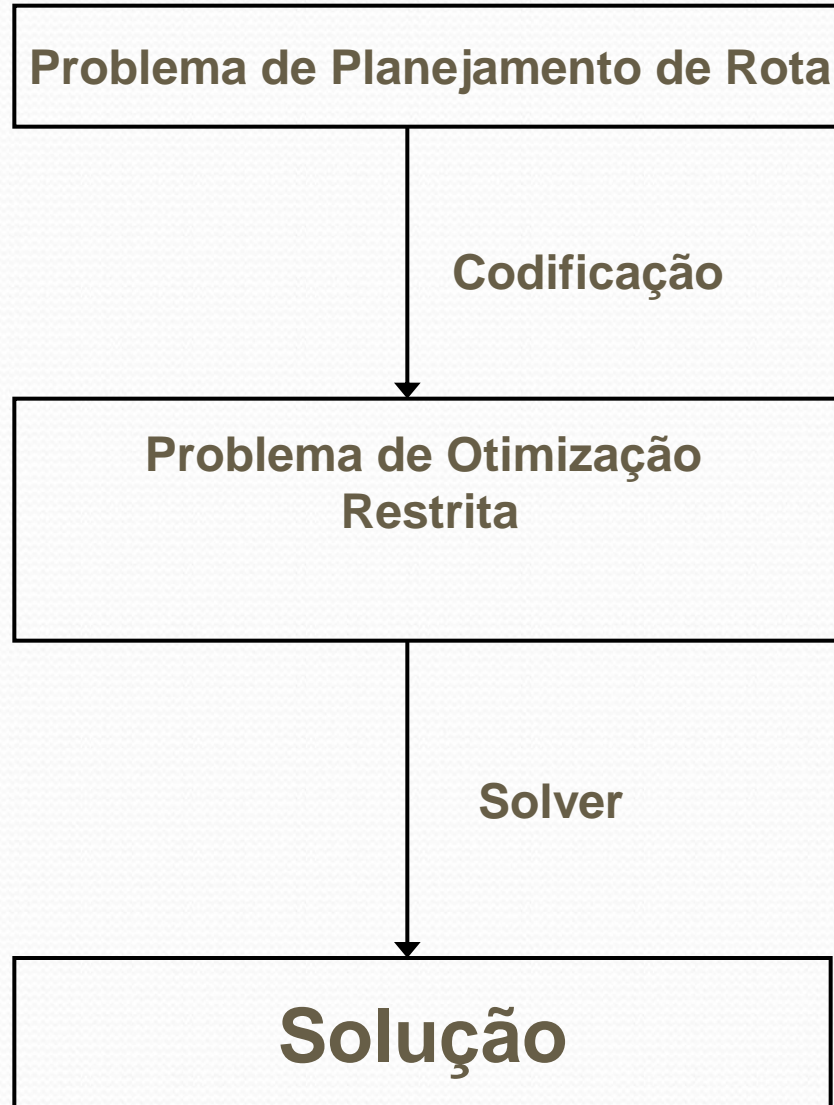 Problema de Planejamento de Rota
Codificação
Problema de Otimização
Restrita
Solver
Solução